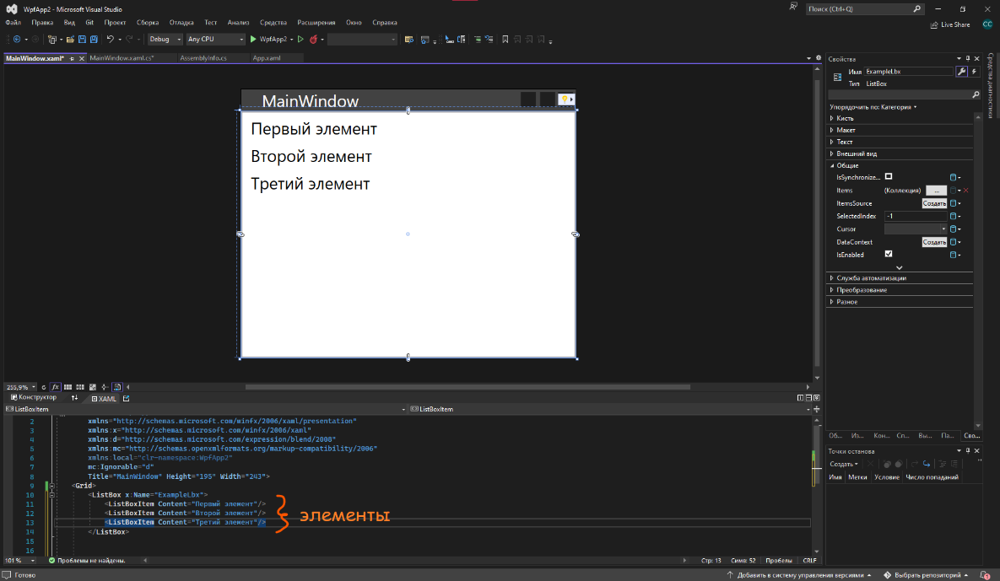 WpfApp2 - Microsoft Visual Studio
Поиск (Ctrl+Q)
Файл Правка Вид Git Проект Сборка Отладка Тест Анализ Средства Расширения Окно Справка
Live Share
CC
Debug Any CPU WpfApp2
MainWindow.xaml* MainWindow.xaml.cs* AssemblyInfo.cs App.xaml
MainWindow
Первый элемент
Второй элемент
Третий элемент
Свойства
Имя ExampleLbx
Тип ListBox
Упорядочить по: Категория
Кисть
Макет
Текст
Внешний вид
Общие
IsSynchronize...
Items (Коллекция) ...
ItemsSource Создать
SelectedIndex -1
Cursor
DataContext Создать
IsEnabled
Служба автоматизации
Преобразование
Разное
Средства диагностики
255,9% fx
Конструктор XAML
ListBoxItem ListBoxItem
2 xmlns="http://schemas.microsoft.com/winfx/2006/xaml/presentation"
3 xmlns:x="http://schemas.microsoft.com/winfx/2006/xaml"
4 xmlns:d="http://schemas.microsoft.com/expression/blend/2008"
5 xmlns:mc="http://schemas.openxmlformats.org/markup-compatibility/2006"
6 xmlns:local="clr-namespace:WpfApp2"
7 mc:Ignorable="d"
8 Title="MainWindow" Height="195" Width="243">
9 <Grid>
10 <ListBox x:Name="ExampleLbx">
11 <ListBoxItem Content="Первый элемент"/>
12 <ListBoxItem Content="Второй элемент"/>
13 <ListBoxItem Content="Третий элемент"/>
14 </ListBox>
15
16
элементы
101 % Проблемы не найдены. Стр: 13 Симв: 52 Пробелы CRLF
Об... Из... Кон... Сп... Вы... Па... Сво...
Точки останова
Создать
Имя Метки Условие Число попаданий
Готово
Добавить в систему управления версиями Выбрать репозиторий 1